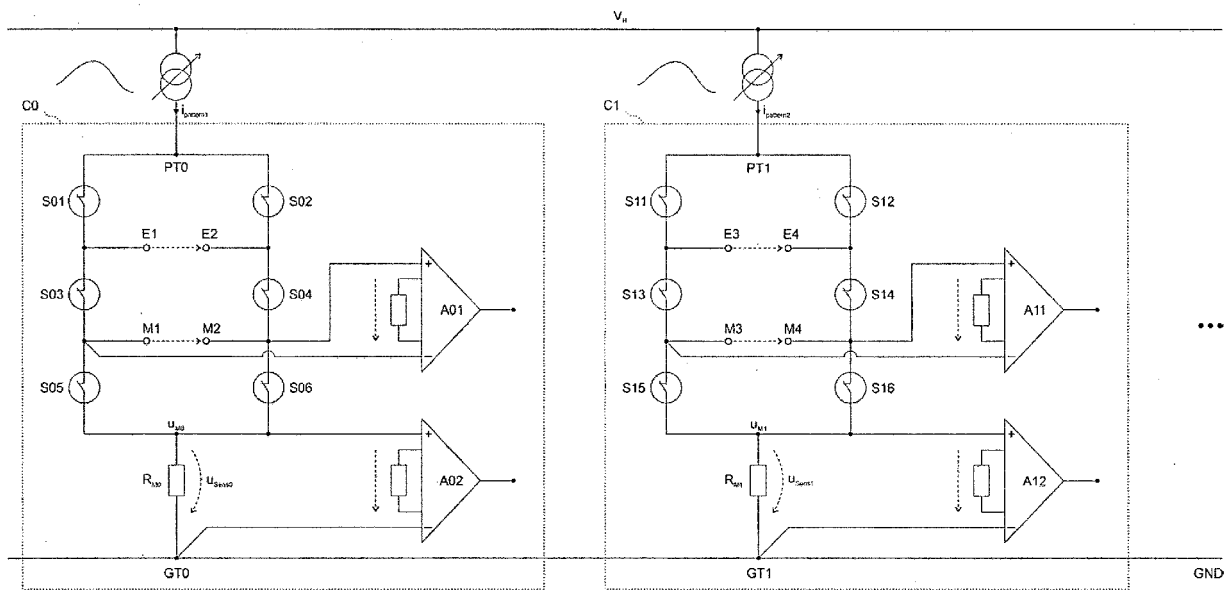 V_H
C0
i_pattern1
C1
i_pattern2
PT0
PT1
S01
S02
S11
S12
E1
E2
E3
E4
S03
S04
A01
S13
S14
A11
M1
M2
M3
M4
+
−
+
−
S05
S06
S15
S16
u_M0
u_M1
R_M0
u_Sens0
A02
R_M1
u_Sens1
A12
+
−
+
−
GT0
GT1
GND
...